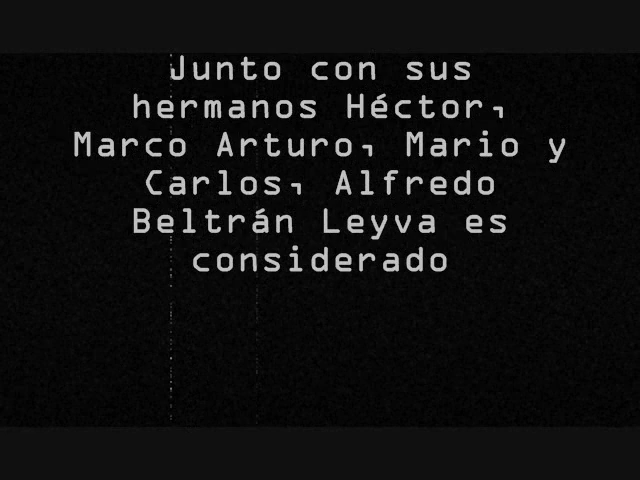 Junto con sus
hermanos Héctor,
Marco Arturo, Mario y
Carlos, Alfredo
Beltrán Leyva es
considerado